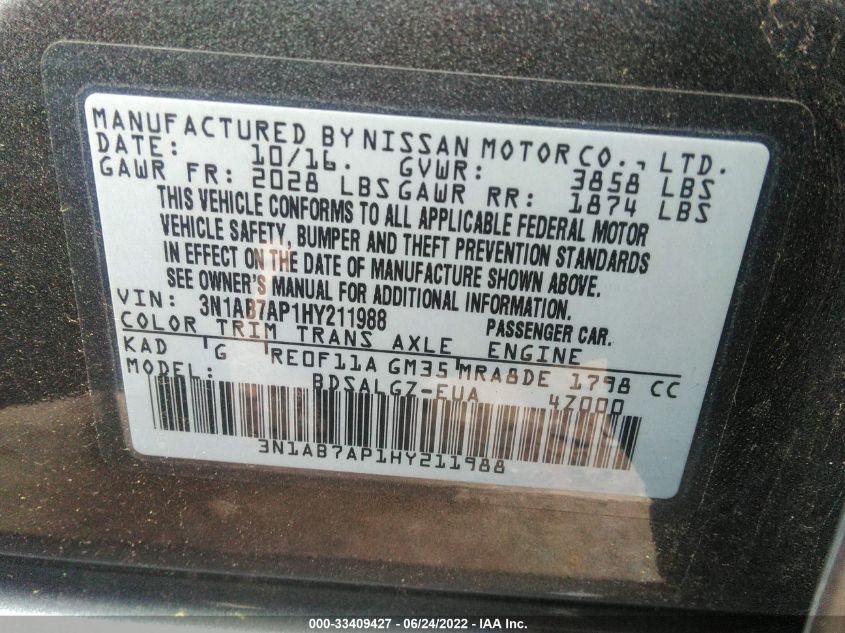 MANUFACTURED BY NISSAN MOTOR CO., LTD.
DATE: 10/16. GVWR: 3858 LBS
GAWR FR: 2028 LBS GAWR RR: 1874 LBS
THIS VEHICLE CONFORMS TO ALL APPLICABLE FEDERAL MOTOR
VEHICLE SAFETY, BUMPER AND THEFT PREVENTION STANDARDS
IN EFFECT ON THE DATE OF MANUFACTURE SHOWN ABOVE.
SEE OWNER'S MANUAL FOR ADDITIONAL INFORMATION.
VIN: 3N1AB7AP1HY211988 PASSENGER CAR.
COLOR TRIM TRANS AXLE ENGINE
KAD G RE0F11A GM35 MRA8DE 1798 CC
MODEL: BDSALGZ-EUA 4Z000
3N1AB7AP1HY211988
000-33409427 - 06/24/2022 - IAA Inc.